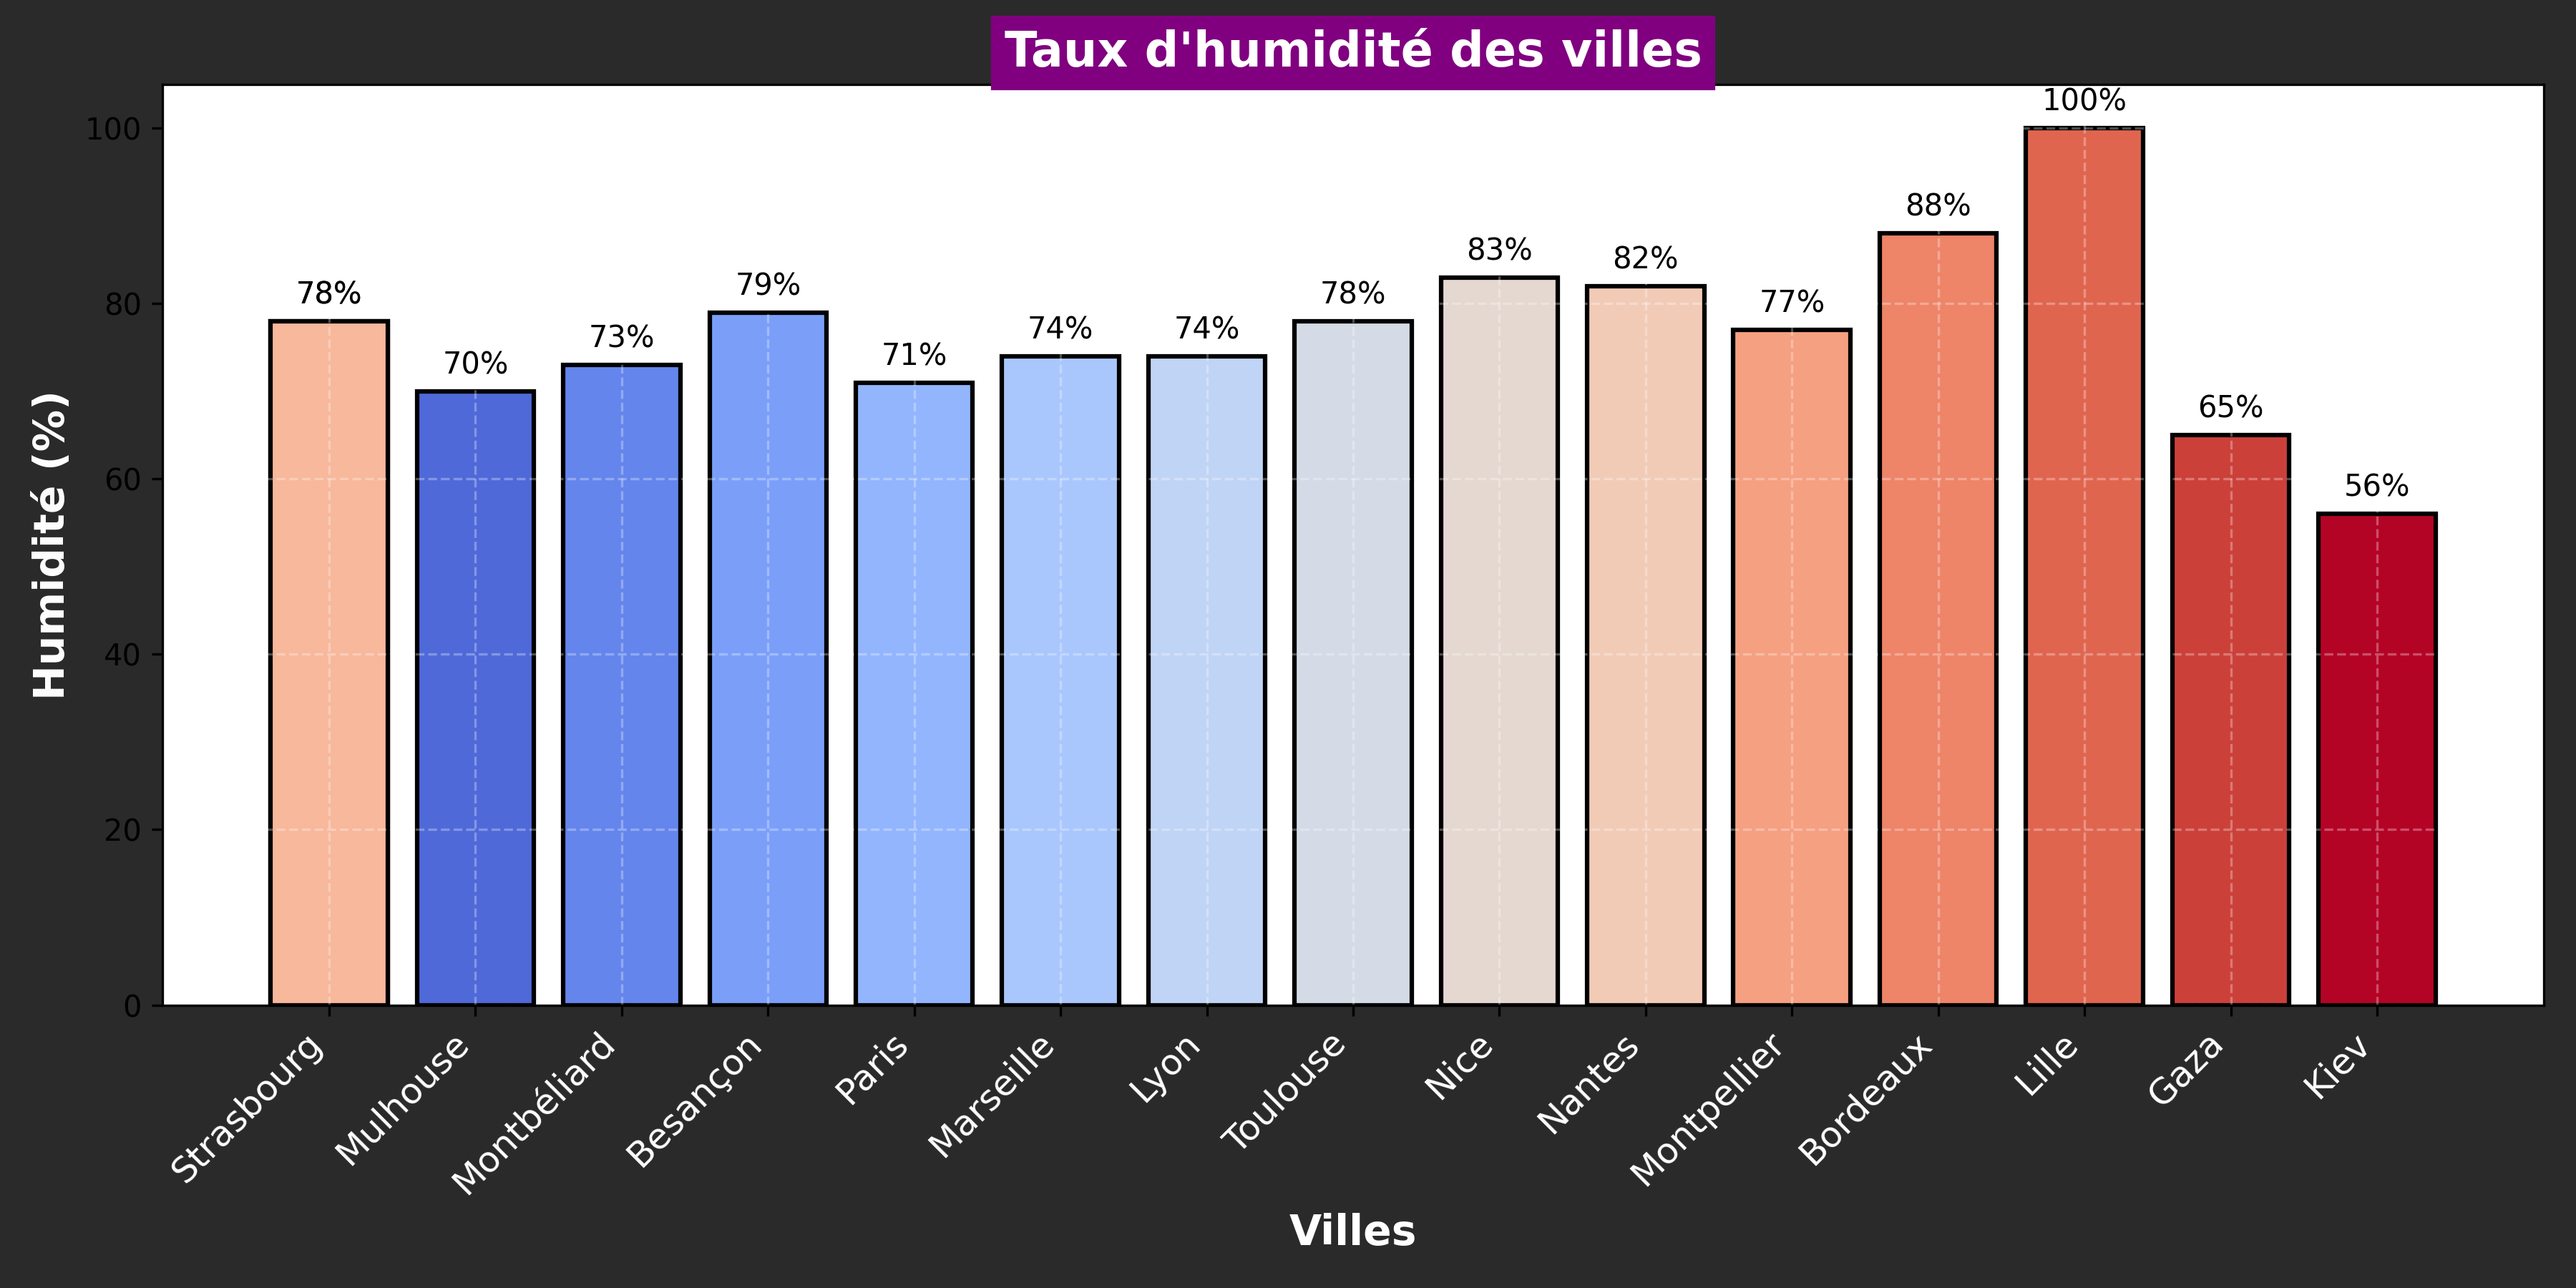 Taux d'humidité des villes
Humidité (%)
100
80
60
40
20
0
78%
70%
73%
79%
71%
74%
74%
78%
83%
82%
77%
88%
100%
65%
56%
Strasbourg
Mulhouse
Montbéliard
Besançon
Paris
Marseille
Lyon
Toulouse
Nice
Nantes
Montpellier
Bordeaux
Lille
Gaza
Kiev
Villes